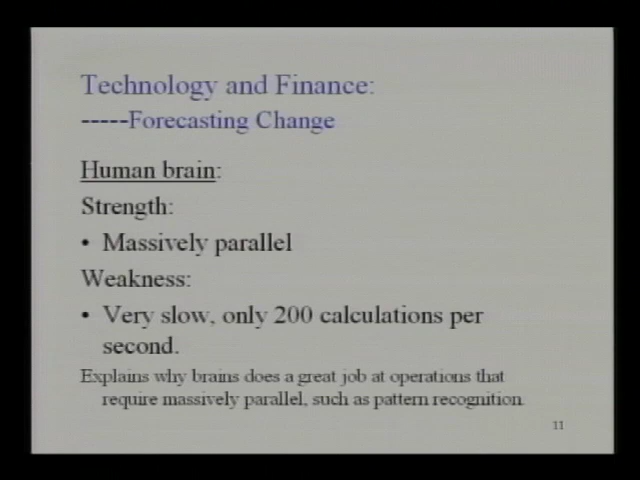 Technology and Finance:
-----Forecasting Change
Human brain:
Strength:
• Massively parallel
Weakness:
• Very slow, only 200 calculations per
second.
Explains why brains does a great job at operations that
require massively parallel, such as pattern recognition.
11